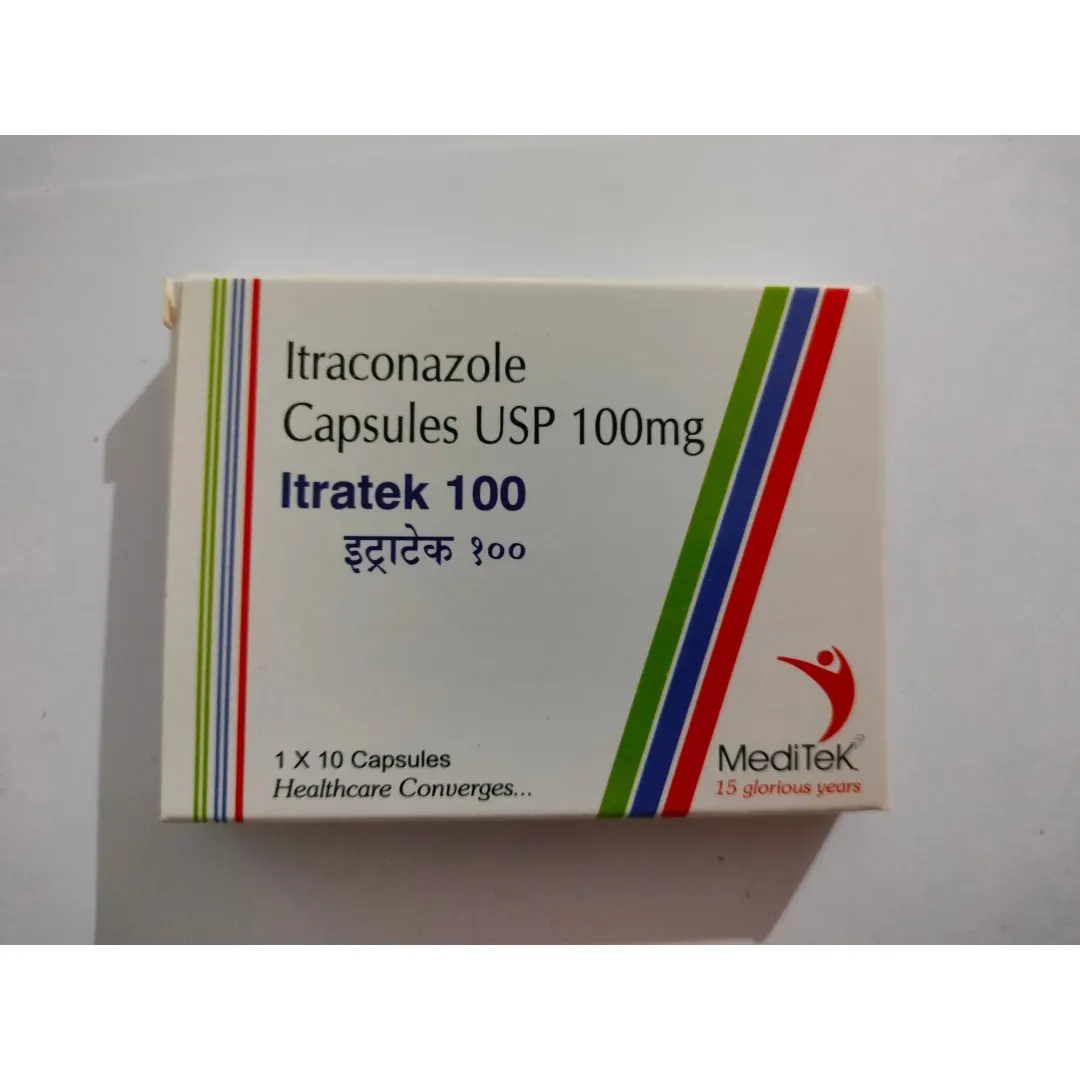 Itraconazole
Capsules USP 100mg
Itratek 100
इट्राटेक १००
1 X 10 Capsules
Healthcare Converges...
MediTeK
15 glorious years